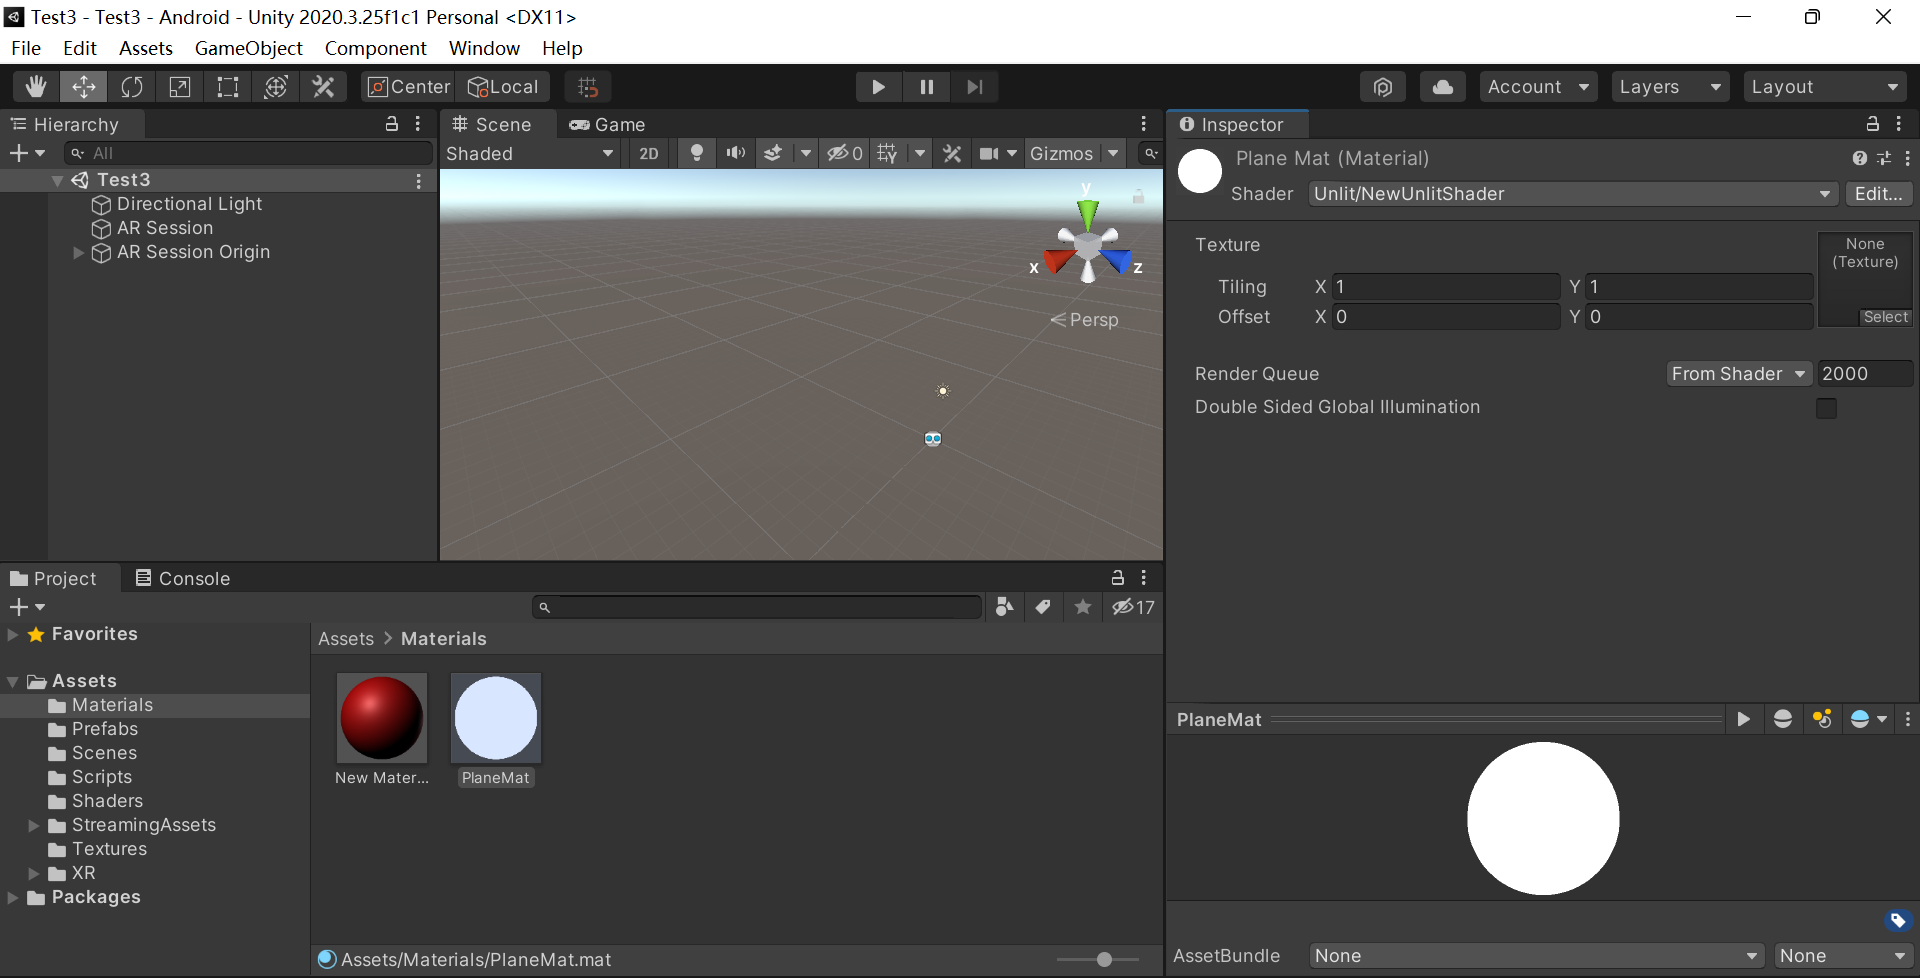 Test3 - Test3 - Android - Unity 2020.3.25f1c1 Personal <DX11>
File Edit Assets GameObject Component Window Help
Center Local Account Layers Layout
Hierarchy
All
Test3
Directional Light
AR Session
AR Session Origin
Scene Game
Shaded 2D 0 Gizmos
y
x
z
Persp
Inspector
Plane Mat (Material)
Shader Unlit/NewUnlitShader Edit...
Texture
None
(Texture)
Select
Tiling X 1 Y 1
Offset X 0 Y 0
Render Queue From Shader 2000
Double Sided Global Illumination
Project Console
17
Favorites
Assets
Materials
Prefabs
Scenes
Scripts
Shaders
StreamingAssets
Textures
XR
Packages
Assets > Materials
New Mater...
PlaneMat
Assets/Materials/PlaneMat.mat
PlaneMat
AssetBundle None None